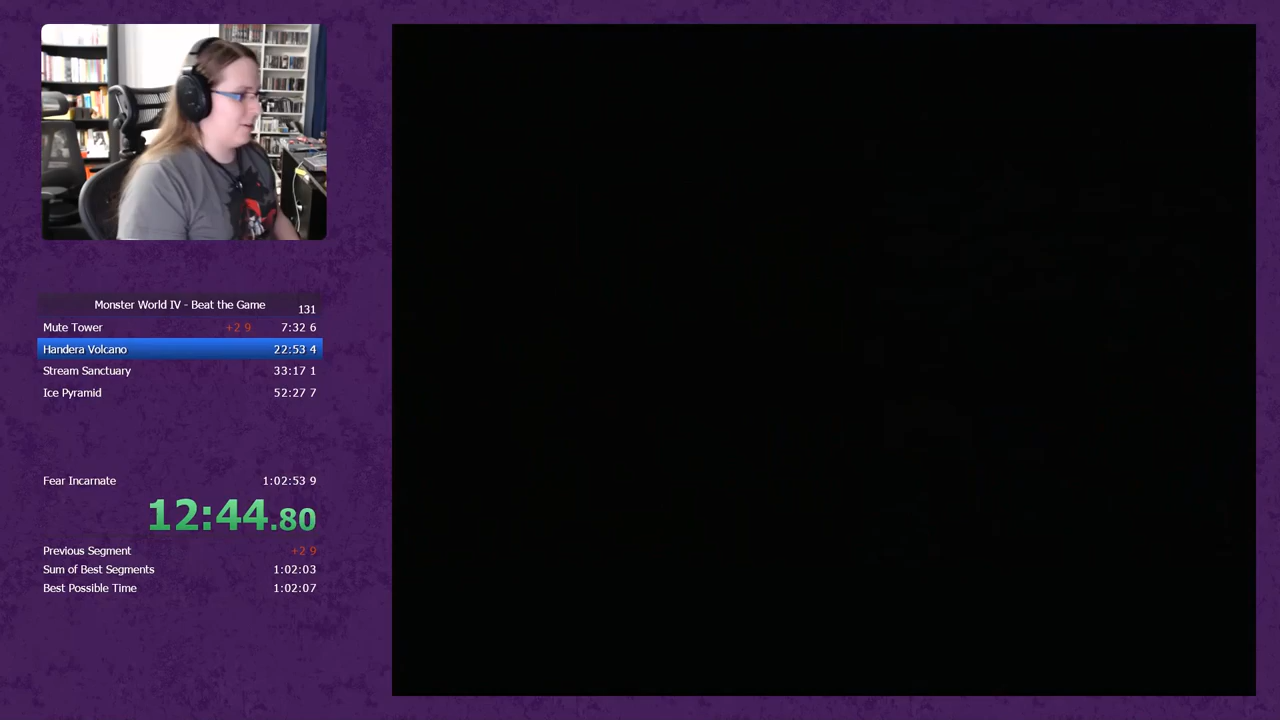 Monster World IV - Beat the Game
131
Mute Tower +2 9 7:32 6
Handera Volcano 22:53 4
Stream Sanctuary 33:17 1
Ice Pyramid 52:27 7
Fear Incarnate 1:02:53 9
12:44.80
Previous Segment +2 9
Sum of Best Segments 1:02:03
Best Possible Time 1:02:07